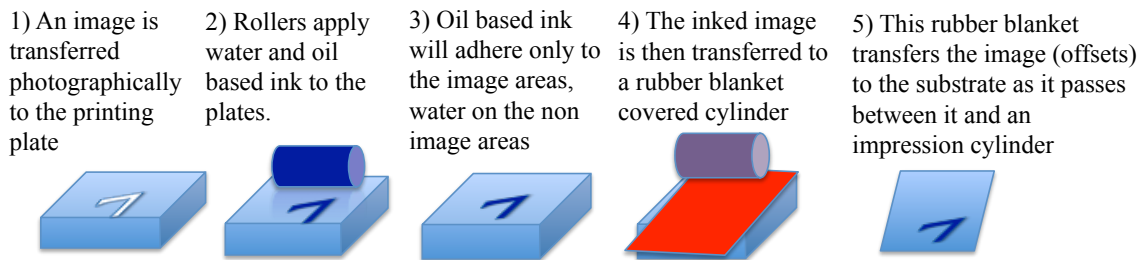 1) An image is
transferred
photographically
to the printing
plate
2) Rollers apply
water and oil
based ink to the
plates.
3) Oil based ink
will adhere only to
the image areas,
water on the non
image areas
4) The inked image
is then transferred to
a rubber blanket
covered cylinder
5) This rubber blanket
transfers the image (offsets)
to the substrate as it passes
between it and an
impression cylinder